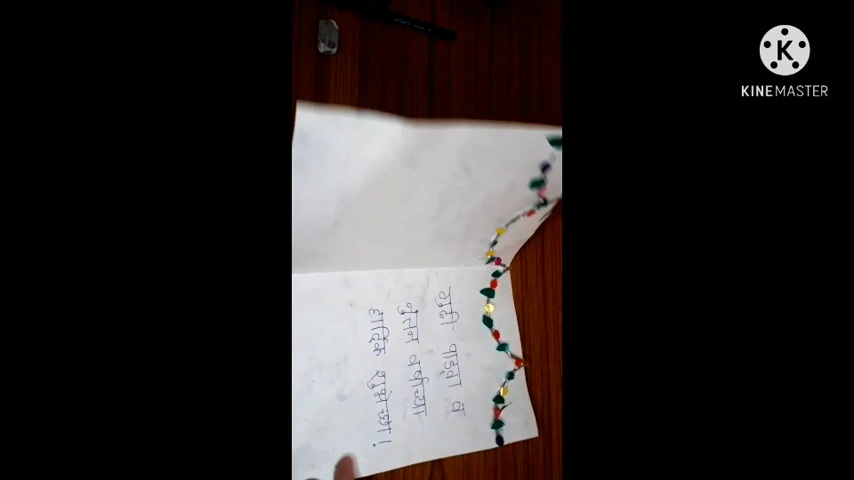 गुढी पाडवा व
नुतन वर्षाच्या
हार्दिक शुभेच्छा!
KINEMASTER